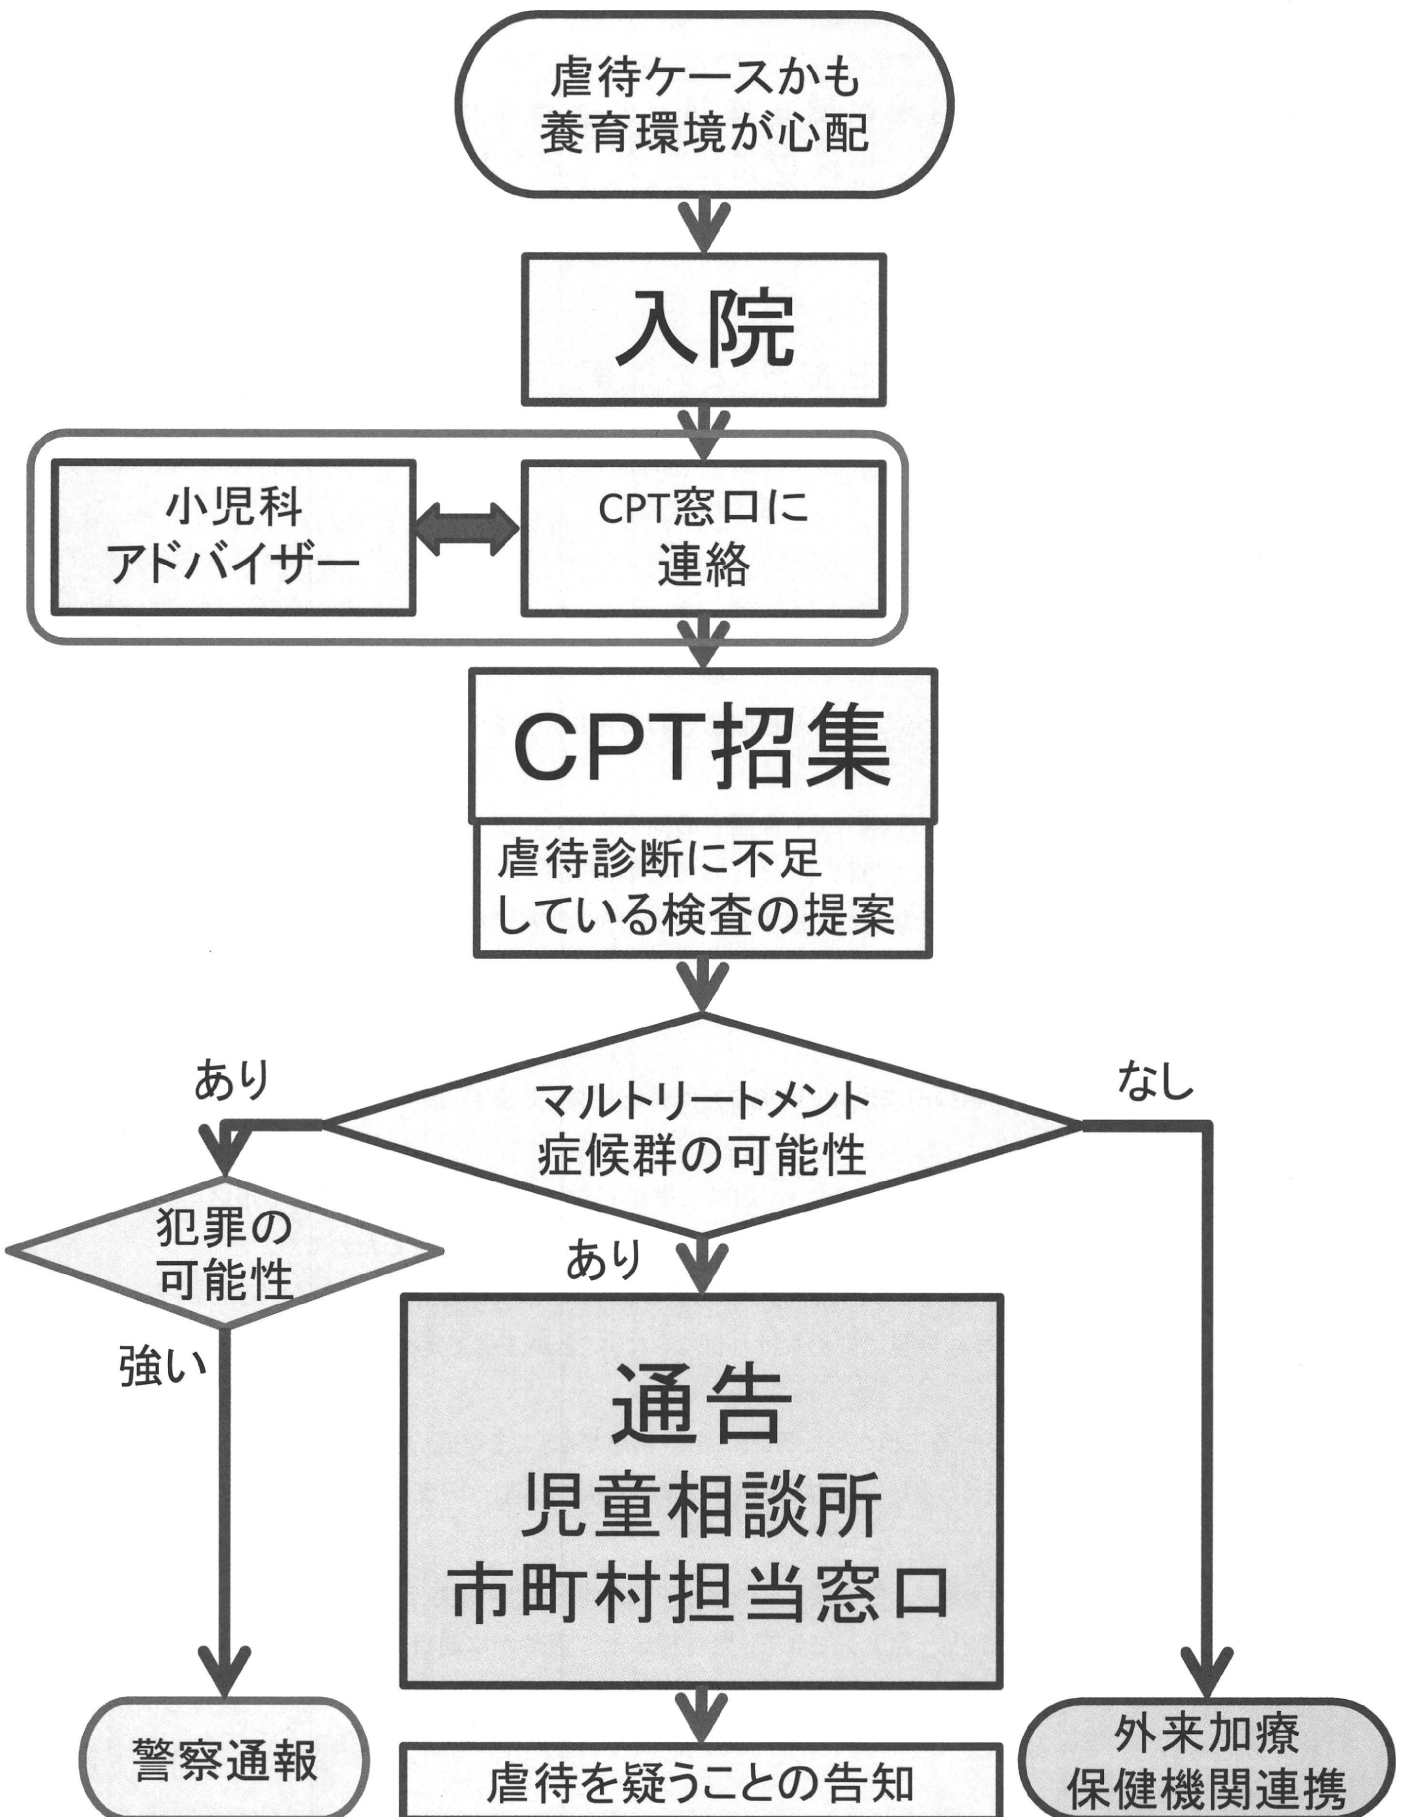 虐待ケースかも
養育環境が心配
入院
小児科
アドバイザー
CPT窓口に
連絡
CPT招集
虐待診断に不足
している検査の提案
あり
マルトリートメント
症候群の可能性
なし
犯罪の
可能性
あり
強い
通告
児童相談所
市町村担当窓口
警察通報
虐待を疑うことの告知
外来加療
保健機関連携